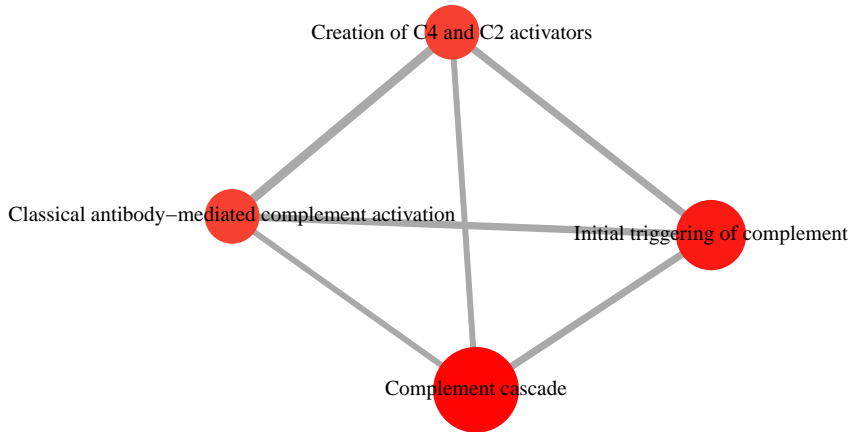 Creation of C4 and C2 activators
Classical antibody−mediated complement activation
Initial triggering of complement
Complement cascade